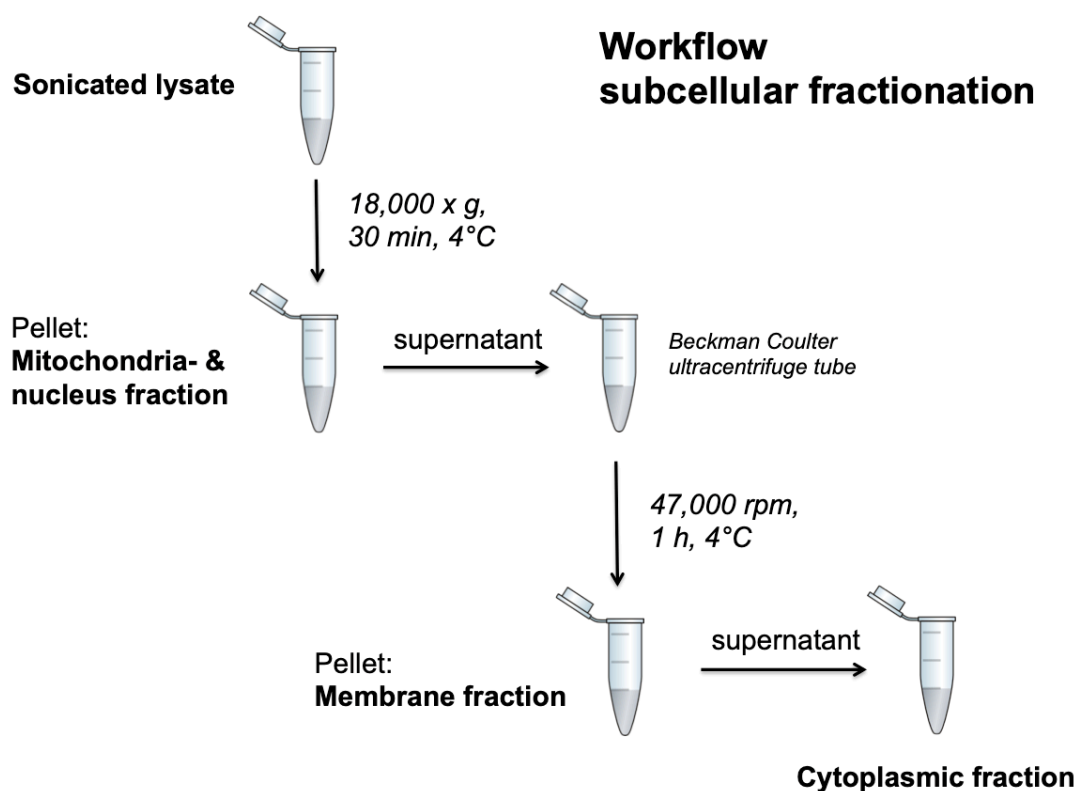 Workflow
subcellular fractionation
Sonicated lysate
18,000 x g,
30 min, 4°C
Pellet:
Mitochondria- &
nucleus fraction
supernatant
Beckman Coulter
ultracentrifuge tube
47,000 rpm,
1 h, 4°C
Pellet:
Membrane fraction
supernatant
Cytoplasmic fraction